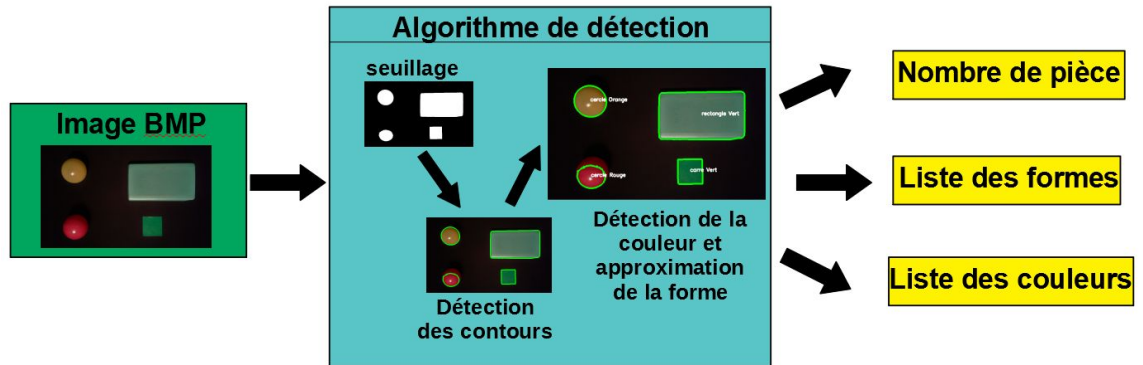 Algorithme de détection
Image BMP
seuillage
Détection
des contours
cercle Orange
rectangle Vert
cercle Rouge
carre Vert
Détection de la
couleur et
approximation
de la forme
Nombre de pièce
Liste des formes
Liste des couleurs